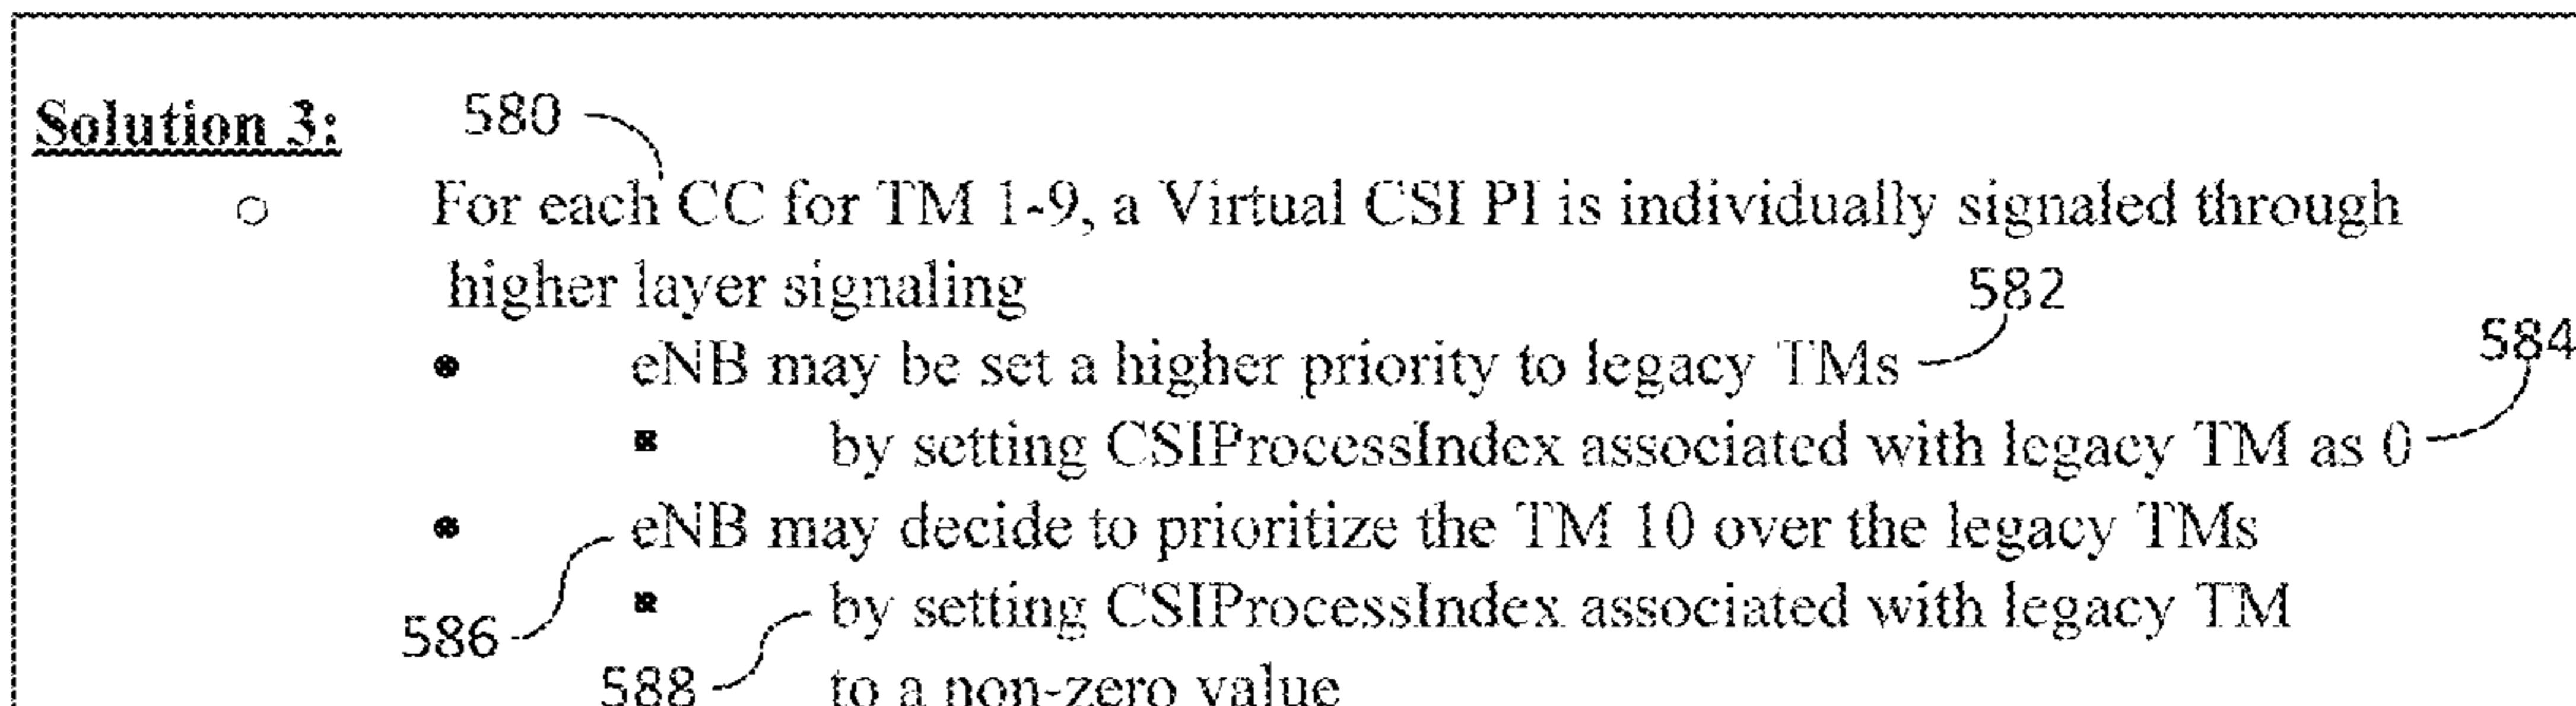 Solution 3:
580
○ For each CC for TM 1-9, a Virtual CSI PI is individually signaled through
higher layer signaling
582
• eNB may be set a higher priority to legacy TMs
584
▪ by setting CSIProcessIndex associated with legacy TM as 0
• eNB may decide to prioritize the TM 10 over the legacy TMs
586
▪ by setting CSIProcessIndex associated with legacy TM
588
to a non-zero value